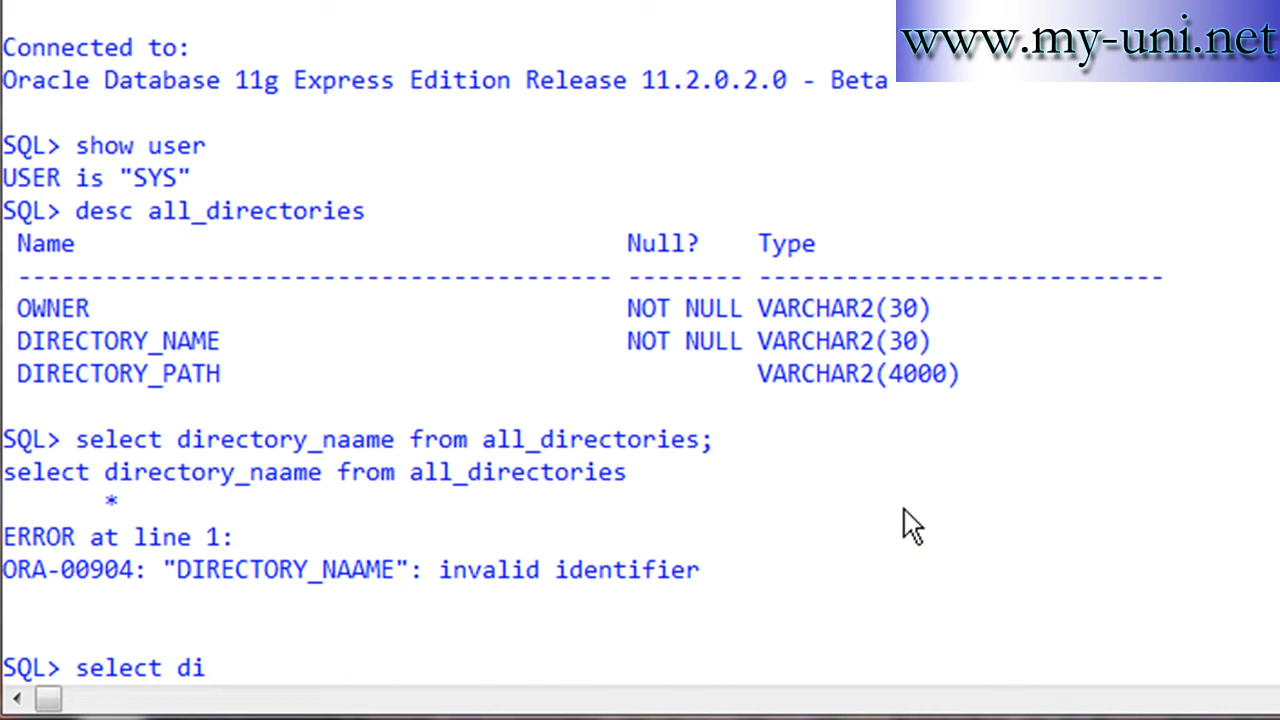 www.my-uni.net
Connected to:
Oracle Database 11g Express Edition Release 11.2.0.2.0 - Beta
SQL> show user
USER is "SYS"
SQL> desc all_directories
Name Null? Type
----------------------------------------- -------- ----------------------------
OWNER NOT NULL VARCHAR2(30)
DIRECTORY_NAME NOT NULL VARCHAR2(30)
DIRECTORY_PATH VARCHAR2(4000)
SQL> select directory_naame from all_directories;
select directory_naame from all_directories
*
ERROR at line 1:
ORA-00904: "DIRECTORY_NAAME": invalid identifier
SQL> select di